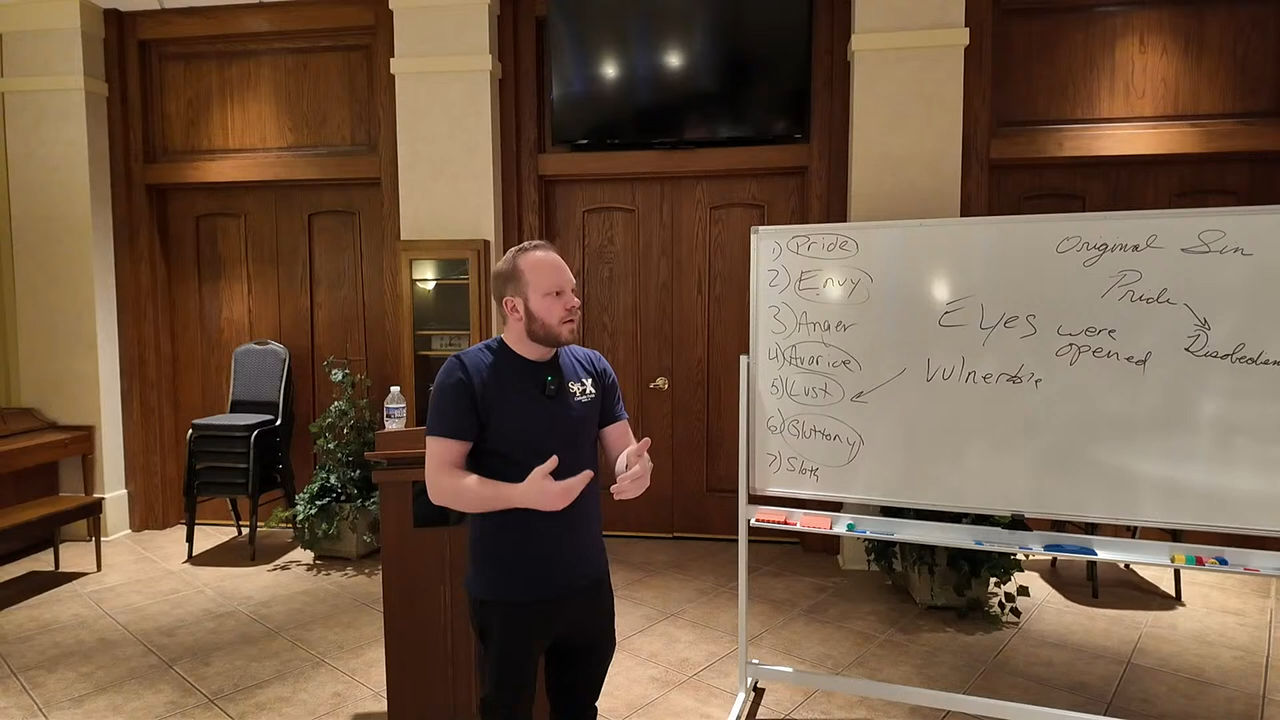 1) Pride
2) Envy
3) Anger
4) Avarice
5) Lust
6) Gluttony
7) Sloth
Original Sin
Pride
Disobedien
Eyes were
opened
Vulnerable